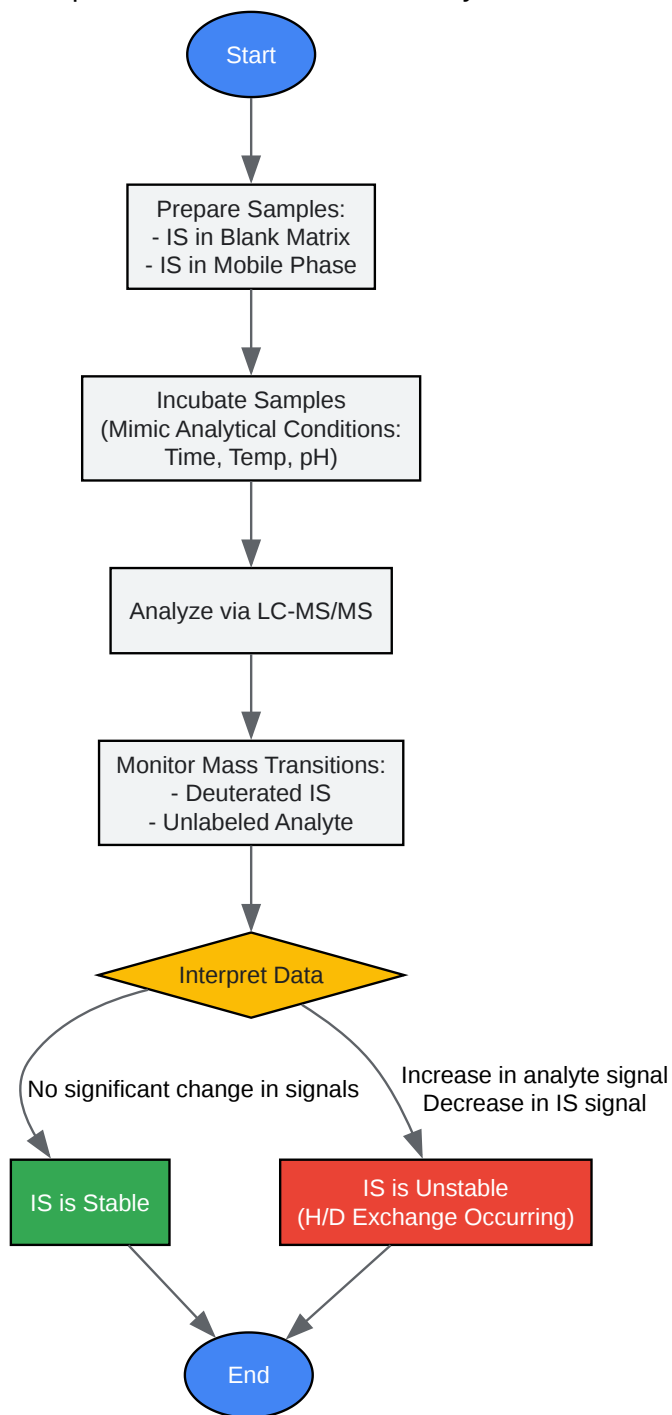 Start
Prepare Samples:
- IS in Blank Matrix
- IS in Mobile Phase
Incubate Samples
(Mimic Analytical Conditions:
Time, Temp, pH)
Analyze via LC-MS/MS
Monitor Mass Transitions:
- Deuterated IS
- Unlabeled Analyte
Interpret Data
No significant change in signals
Increase in analyte signal
Decrease in IS signal
IS is Stable
IS is Unstable
(H/D Exchange Occurring)
End